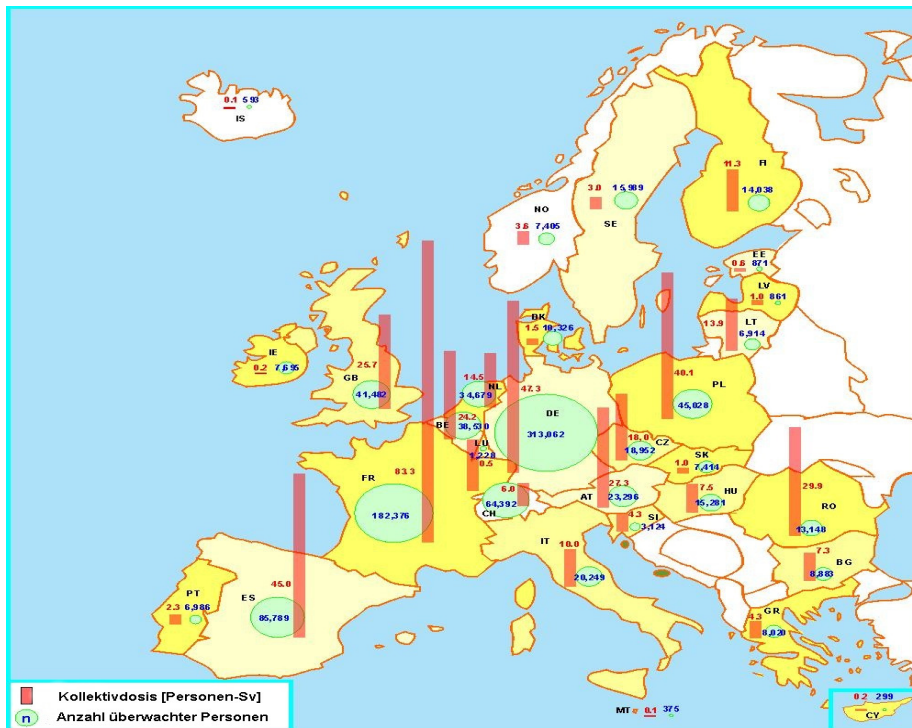 0.1 593
IS
FI
11.3
14,038
3.0 15,989
SE
NO
3.6 7,405
EE
0.6 871
LV
1.0 861
LT
13.9
6,914
BK
1.5 10,326
IE
0.2 7,695
25.7
GB
41,482
14.5 NL
34,679
24.2
BE 38,530
LU
1,228
0.5
47.3
DE
313,062
40.1
PL
45,028
18.0 CZ
18,952
SK
1.0 7,414
FR
83.3
182,376
6.0
64,392
CH
27.3
AT 23,296
7.5 HU
15,281
4.3 SI
3,124
29.9
RO
13,148
7.3
BG
8,883
IT
10.0
20,249
PT
2.3 6,986
45.0
ES
85,789
GR
4.3
8,020
MT 0.1 375
0.2 299
CY
Kollektivdosis [Personen-Sv]
n Anzahl überwachter Personen